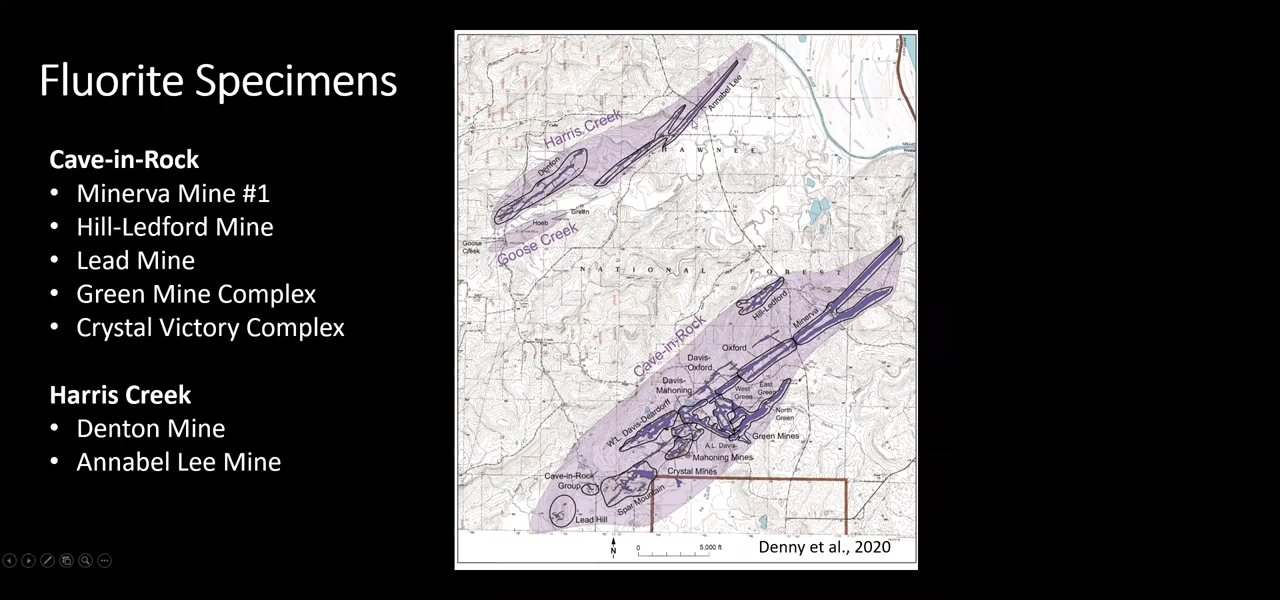 Fluorite Specimens
Cave-in-Rock
• Minerva Mine #1
• Hill-Ledford Mine
• Lead Mine
• Green Mine Complex
• Crystal Victory Complex
Harris Creek
• Denton Mine
• Annabel Lee Mine
Annabel Lee
Harris Creek
Denton
HAWNEE
Green
Hoeb
Goose Creek
Goose
Creek
NATIONAL FOREST
Hill-Ledford
Minerva
Cave-in-Rock
Oxford
Davis-
Oxford
Davis-
Mahoning
West
Green
East
Green
North
Green
W.L. Davis-Deardorff
Green Mines
A.L. Davis
Mahoning Mines
Crystal Mines
Cave-in-Rock
Group
Spar Mountain
Lead Hill
N
0 5,000 ft
Denny et al., 2020